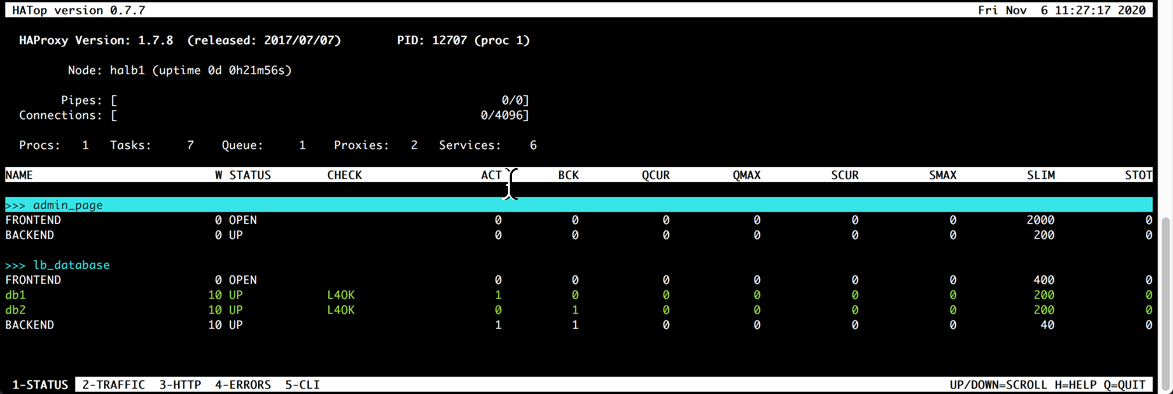 HATop version 0.7.7 Fri Nov 6 11:27:17 2020
HAProxy Version: 1.7.8 (released: 2017/07/07) PID: 12707 (proc 1)
Node: halb1 (uptime 0d 0h21m56s)
Pipes: [ 0/0]
Connections: [ 0/4096]
Procs: 1 Tasks: 7 Queue: 1 Proxies: 2 Services: 6
NAME W STATUS CHECK ACT BCK QCUR QMAX SCUR SMAX SLIM STOT
>>> admin_page
FRONTEND 0 OPEN 0 0 0 0 0 0 2000 0
BACKEND 0 UP 0 0 0 0 0 0 200 0
>>> lb_database
FRONTEND 0 OPEN 0 0 0 0 0 0 400 0
db1 10 UP L4OK 1 0 0 0 0 0 200 0
db2 10 UP L4OK 0 1 0 0 0 0 200 0
BACKEND 10 UP 1 1 0 0 0 0 40 0
1-STATUS 2-TRAFFIC 3-HTTP 4-ERRORS 5-CLI UP/DOWN=SCROLL H=HELP Q=QUIT